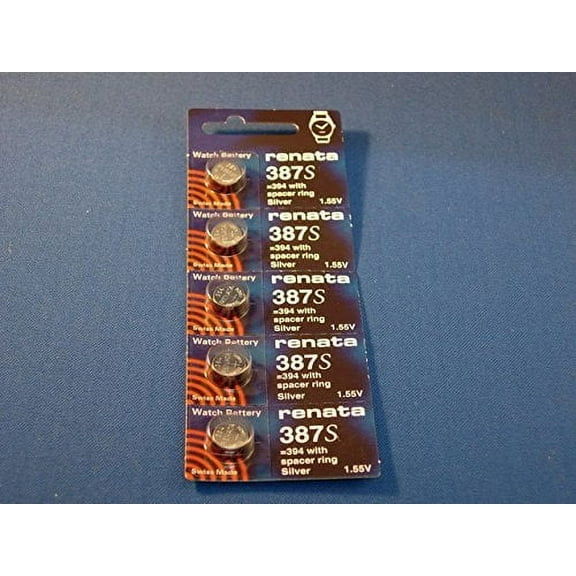 Watch Battery renata
387S
=394 with
spacer ring
Swiss Made Silver 1.55V
Watch Battery renata
387S
=394 with
spacer ring
Swiss Made Silver 1.55V
Watch Battery renata
387S
=394 with
spacer ring
Swiss Made Silver 1.55V
Watch Battery renata
387S
=394 with
spacer ring
Swiss Made Silver 1.55V
Watch Battery renata
387S
=394 with
spacer ring
Swiss Made Silver 1.55V